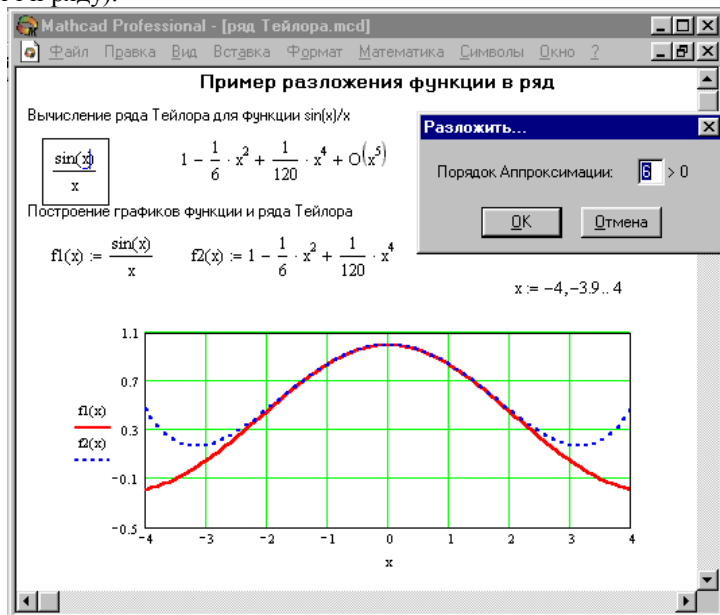 1 и ряду).
Mathcad Professional - [ряд Тейлора.mcd]
Файл Правка Вид Вставка Формат Математика Символы Окно ?
Пример разложения функции в ряд
Вычисление ряда Тейлора для функции sin(x)/x
sin(x)/x
1 − 1/6 · x^2 + 1/120 · x^4 + O(x^5)
Разложить...
Порядок Аппроксимации: 6 > 0
OK Отмена
Построение графиков функции и ряда Тейлора
f1(x) := sin(x)/x f2(x) := 1 − 1/6 · x^2 + 1/120 · x^4
x := −4,−3.9.. 4
1.1
0.7
0.3
−0.1
−0.5
f1(x)
f2(x)
−4 −3 −2 −1 0 1 2 3 4
x